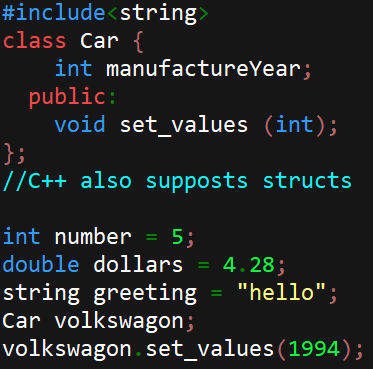 #include<string>
class Car {
    int manufactureYear;
  public:
    void set_values (int);
};
//C++ also supposts structs

int number = 5;
double dollars = 4.28;
string greeting = "hello";
Car volkswagon;
volkswagon.set_values(1994);